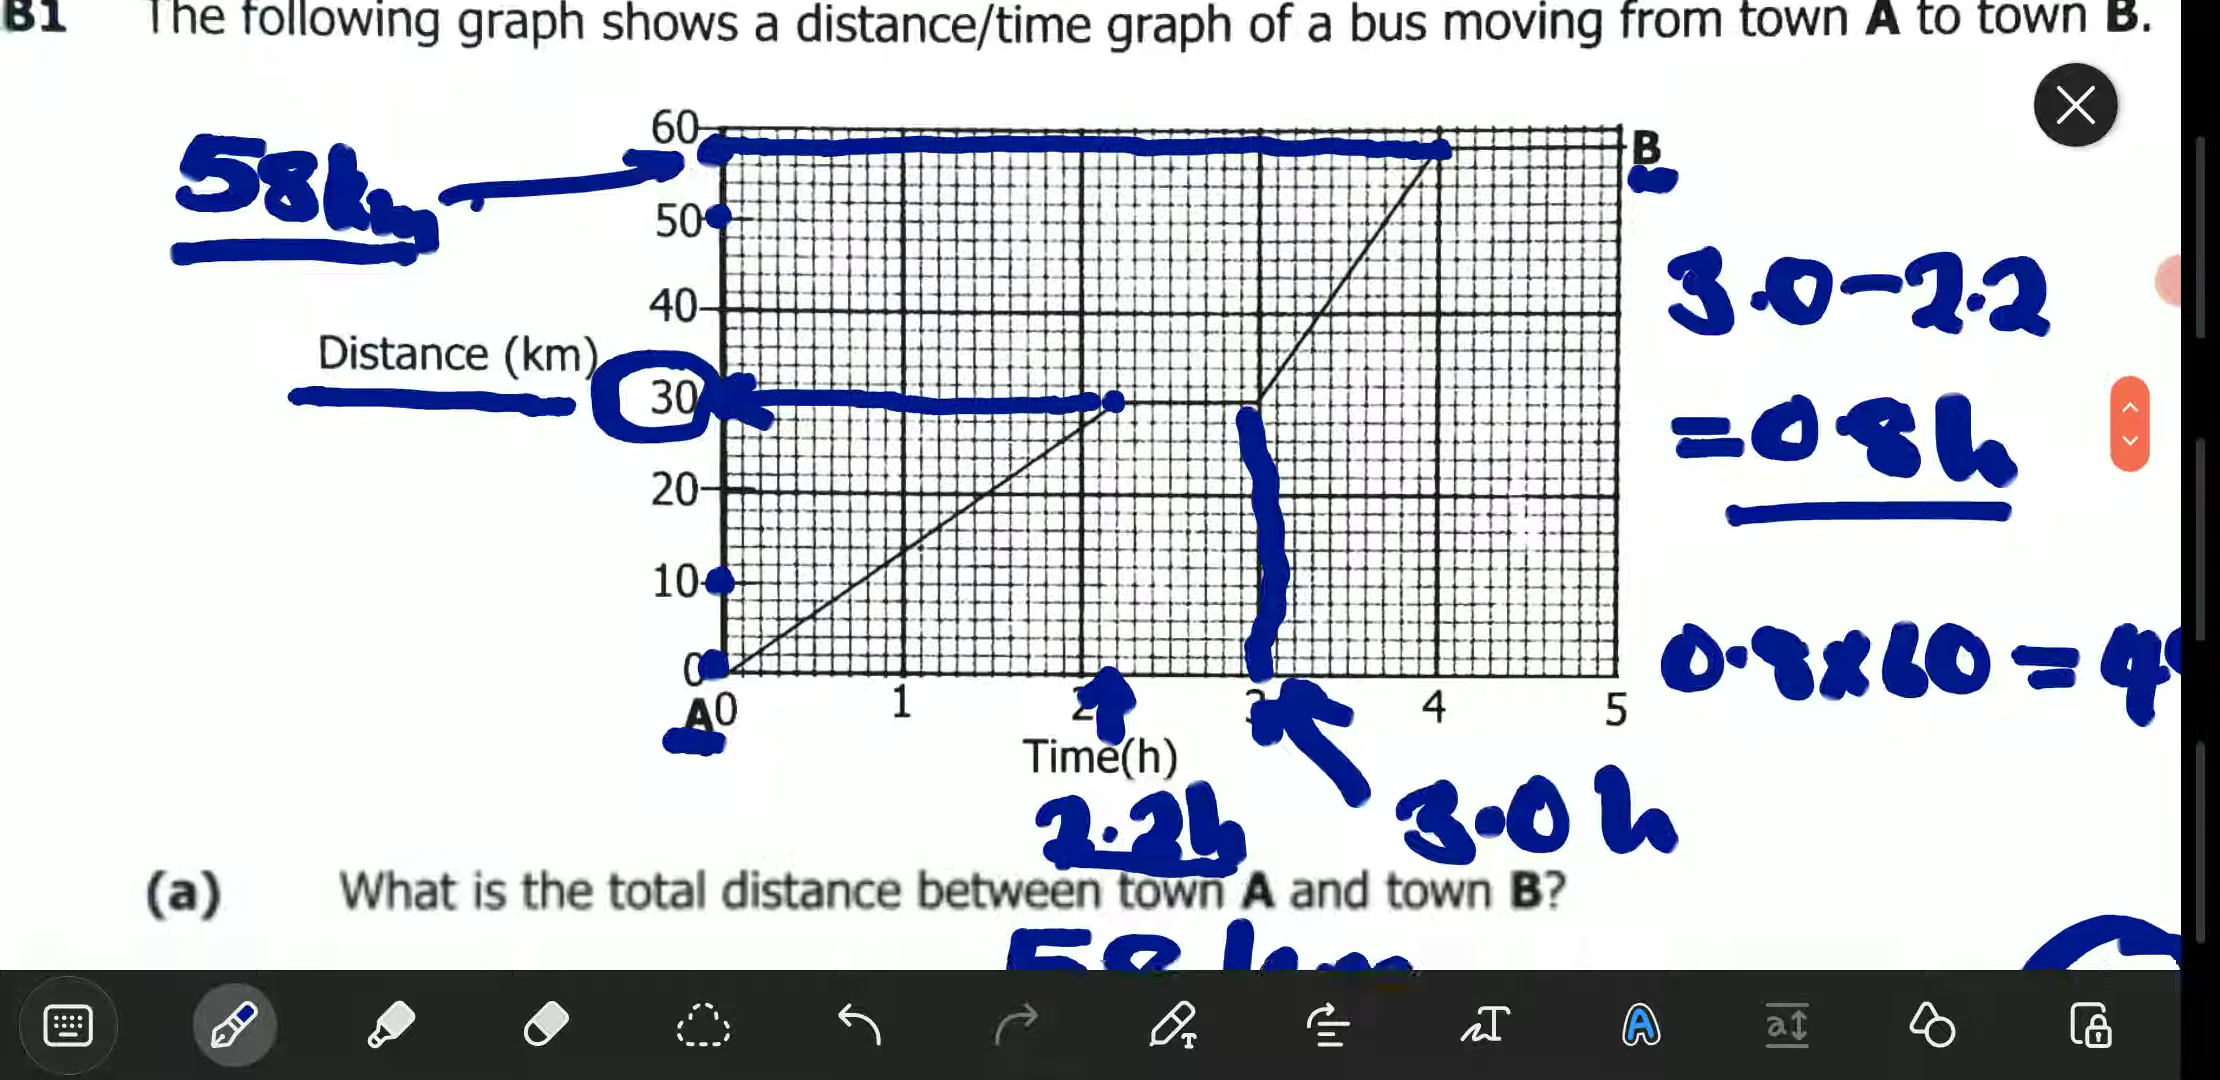 B1 The following graph shows a distance/time graph of a bus moving from town A to town B.
60
B
58km
50
3.0-2.2
40
Distance (km)
30
=0.8h
20
10
0
0.8x60=4
A 0 1 2 3 4 5
Time(h)
2.2h 3.0h
(a) What is the total distance between town A and town B?
58 km